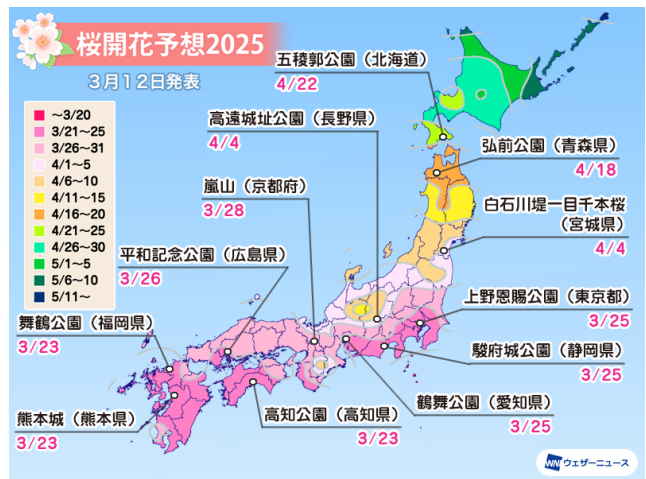 桜開花予想2025
3月12日発表
～3/20
3/21～25
3/26～31
4/1～5
4/6～10
4/11～15
4/16～20
4/21～25
4/26～30
5/1～5
5/6～10
5/11～
五稜郭公園（北海道）
4/22
高遠城址公園（長野県）
4/4
弘前公園（青森県）
4/18
嵐山（京都府）
3/28
白石川堤一目千本桜
（宮城県）
4/4
平和記念公園（広島県）
3/26
上野恩賜公園（東京都）
3/25
舞鶴公園（福岡県）
3/23
駿府城公園（静岡県）
3/25
鶴舞公園（愛知県）
3/25
熊本城（熊本県）
3/23
高知公園（高知県）
3/23
WN ウェザーニュース